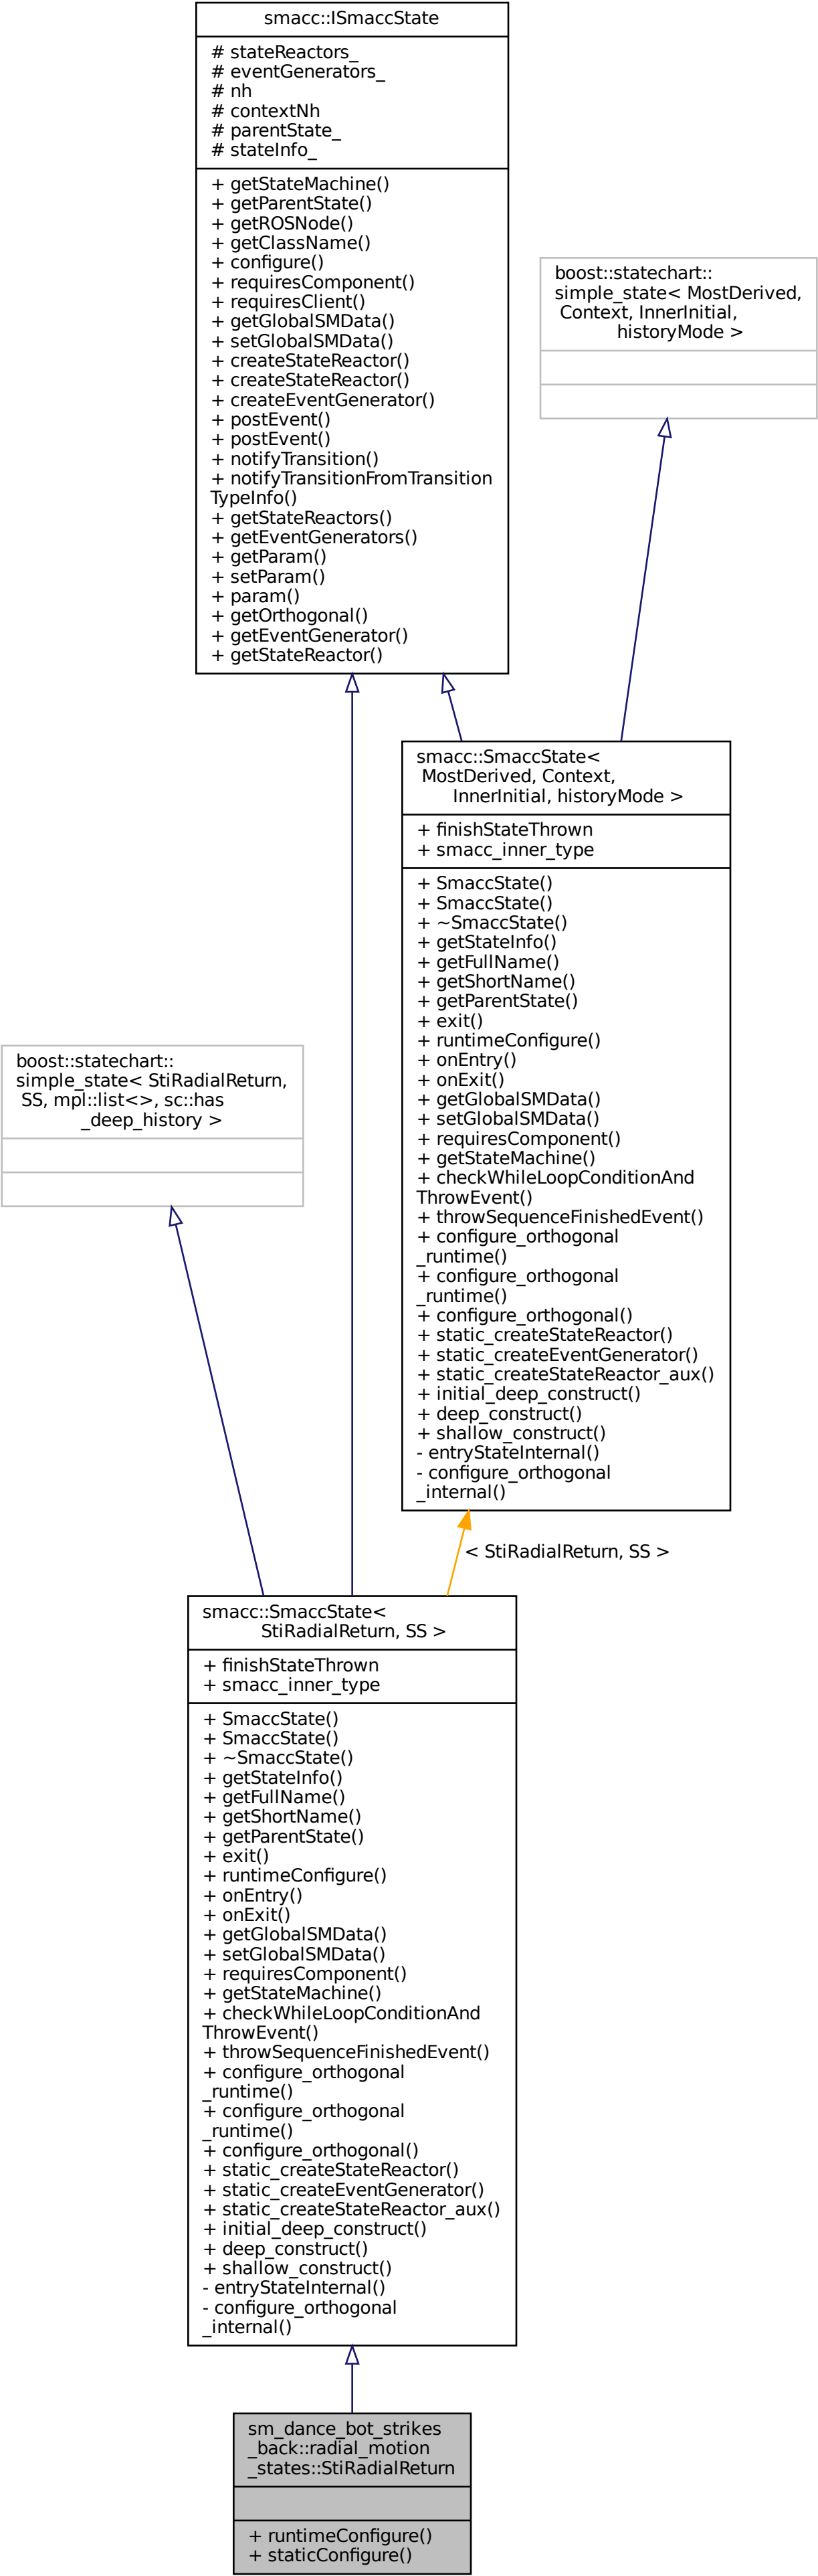 smacc::ISmaccState
# stateReactors_
# eventGenerators_
# nh
# contextNh
# parentState_
# stateInfo_
+ getStateMachine()
+ getParentState()
+ getROSNode()
+ getClassName()
+ configure()
+ requiresComponent()
+ requiresClient()
+ getGlobalSMData()
+ setGlobalSMData()
+ createStateReactor()
+ createStateReactor()
+ createEventGenerator()
+ postEvent()
+ postEvent()
+ notifyTransition()
+ notifyTransitionFromTransition
TypeInfo()
+ getStateReactors()
+ getEventGenerators()
+ getParam()
+ setParam()
+ param()
+ getOrthogonal()
+ getEventGenerator()
+ getStateReactor()
boost::statechart::
simple_state< MostDerived,
Context, InnerInitial,
historyMode >
smacc::SmaccState<
MostDerived, Context,
InnerInitial, historyMode >
+ finishStateThrown
+ smacc_inner_type
+ SmaccState()
+ SmaccState()
+ ~SmaccState()
+ getStateInfo()
+ getFullName()
+ getShortName()
+ getParentState()
+ exit()
+ runtimeConfigure()
+ onEntry()
+ onExit()
+ getGlobalSMData()
+ setGlobalSMData()
+ requiresComponent()
+ getStateMachine()
+ checkWhileLoopConditionAnd
ThrowEvent()
+ throwSequenceFinishedEvent()
+ configure_orthogonal
_runtime()
+ configure_orthogonal
_runtime()
+ configure_orthogonal()
+ static_createStateReactor()
+ static_createEventGenerator()
+ static_createStateReactor_aux()
+ initial_deep_construct()
+ deep_construct()
+ shallow_construct()
- entryStateInternal()
- configure_orthogonal
_internal()
boost::statechart::
simple_state< StiRadialReturn,
SS, mpl::list<>, sc::has
_deep_history >
< StiRadialReturn, SS >
smacc::SmaccState<
StiRadialReturn, SS >
+ finishStateThrown
+ smacc_inner_type
+ SmaccState()
+ SmaccState()
+ ~SmaccState()
+ getStateInfo()
+ getFullName()
+ getShortName()
+ getParentState()
+ exit()
+ runtimeConfigure()
+ onEntry()
+ onExit()
+ getGlobalSMData()
+ setGlobalSMData()
+ requiresComponent()
+ getStateMachine()
+ checkWhileLoopConditionAnd
ThrowEvent()
+ throwSequenceFinishedEvent()
+ configure_orthogonal
_runtime()
+ configure_orthogonal
_runtime()
+ configure_orthogonal()
+ static_createStateReactor()
+ static_createEventGenerator()
+ static_createStateReactor_aux()
+ initial_deep_construct()
+ deep_construct()
+ shallow_construct()
- entryStateInternal()
- configure_orthogonal
_internal()
sm_dance_bot_strikes
_back::radial_motion
_states::StiRadialReturn
+ runtimeConfigure()
+ staticConfigure()